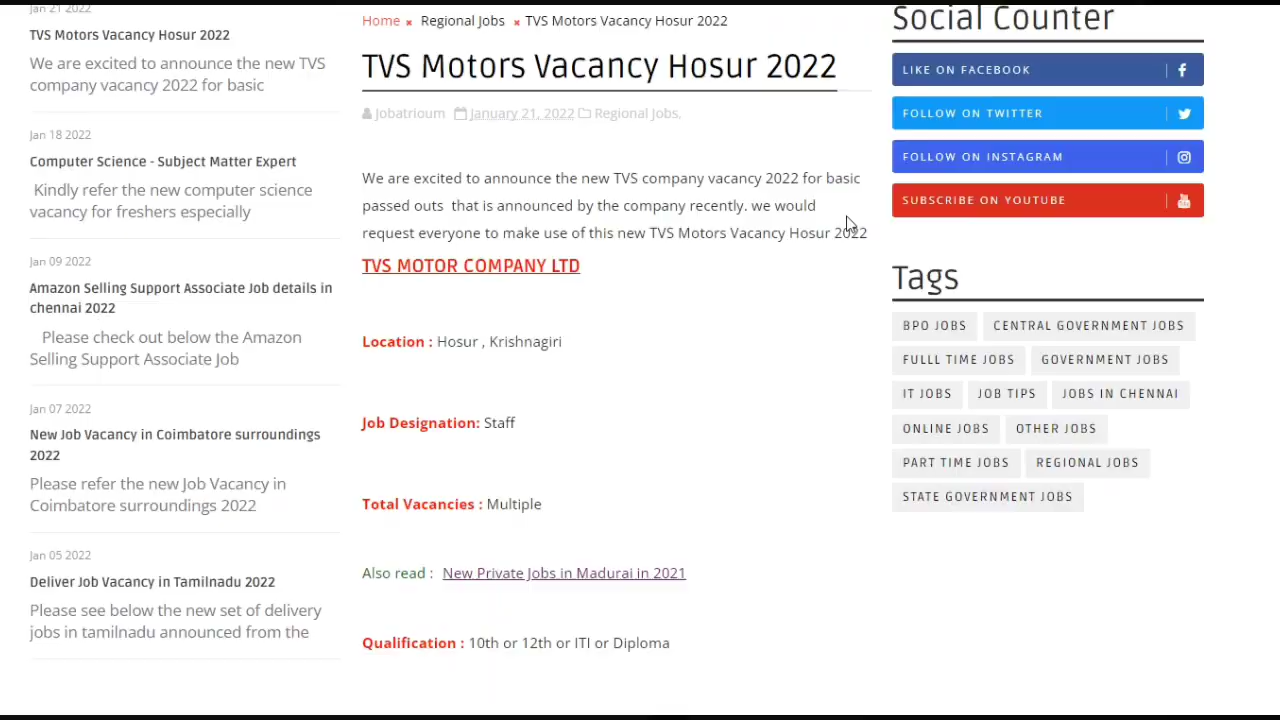 Jan 21 2022
TVS Motors Vacancy Hosur 2022
We are excited to announce the new TVS
company vacancy 2022 for basic
Jan 18 2022
Computer Science - Subject Matter Expert
Kindly refer the new computer science
vacancy for freshers especially
Jan 09 2022
Amazon Selling Support Associate Job details in
chennai 2022
Please check out below the Amazon
Selling Support Associate Job
Jan 07 2022
New Job Vacancy in Coimbatore surroundings
2022
Please refer the new Job Vacancy in
Coimbatore surroundings 2022
Jan 05 2022
Deliver Job Vacancy in Tamilnadu 2022
Please see below the new set of delivery
jobs in tamilnadu announced from the
Home × Regional Jobs × TVS Motors Vacancy Hosur 2022
TVS Motors Vacancy Hosur 2022
Jobatrioum January 21, 2022 Regional Jobs,
We are excited to announce the new TVS company vacancy 2022 for basic
passed outs that is announced by the company recently. we would
request everyone to make use of this new TVS Motors Vacancy Hosur 2022
TVS MOTOR COMPANY LTD
Location : Hosur , Krishnagiri
Job Designation: Staff
Total Vacancies : Multiple
Also read : New Private Jobs in Madurai in 2021
Qualification : 10th or 12th or ITI or Diploma
Social Counter
LIKE ON FACEBOOK
FOLLOW ON TWITTER
FOLLOW ON INSTAGRAM
SUBSCRIBE ON YOUTUBE
Tags
BPO JOBS CENTRAL GOVERNMENT JOBS
FULLL TIME JOBS GOVERNMENT JOBS
IT JOBS JOB TIPS JOBS IN CHENNAI
ONLINE JOBS OTHER JOBS
PART TIME JOBS REGIONAL JOBS
STATE GOVERNMENT JOBS